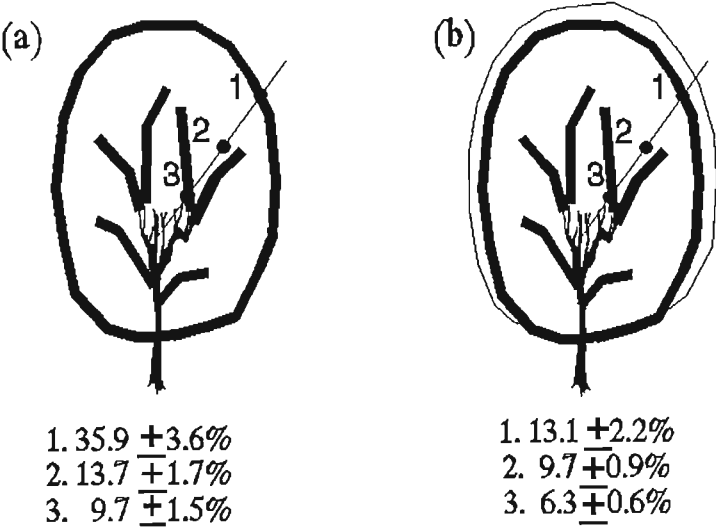 (a)
1
2
3
1. 35.9 ± 3.6%
2. 13.7 ± 1.7%
3. 9.7 ± 1.5%
(b)
1
2
3
1. 13.1 ± 2.2%
2. 9.7 ± 0.9%
3. 6.3 ± 0.6%